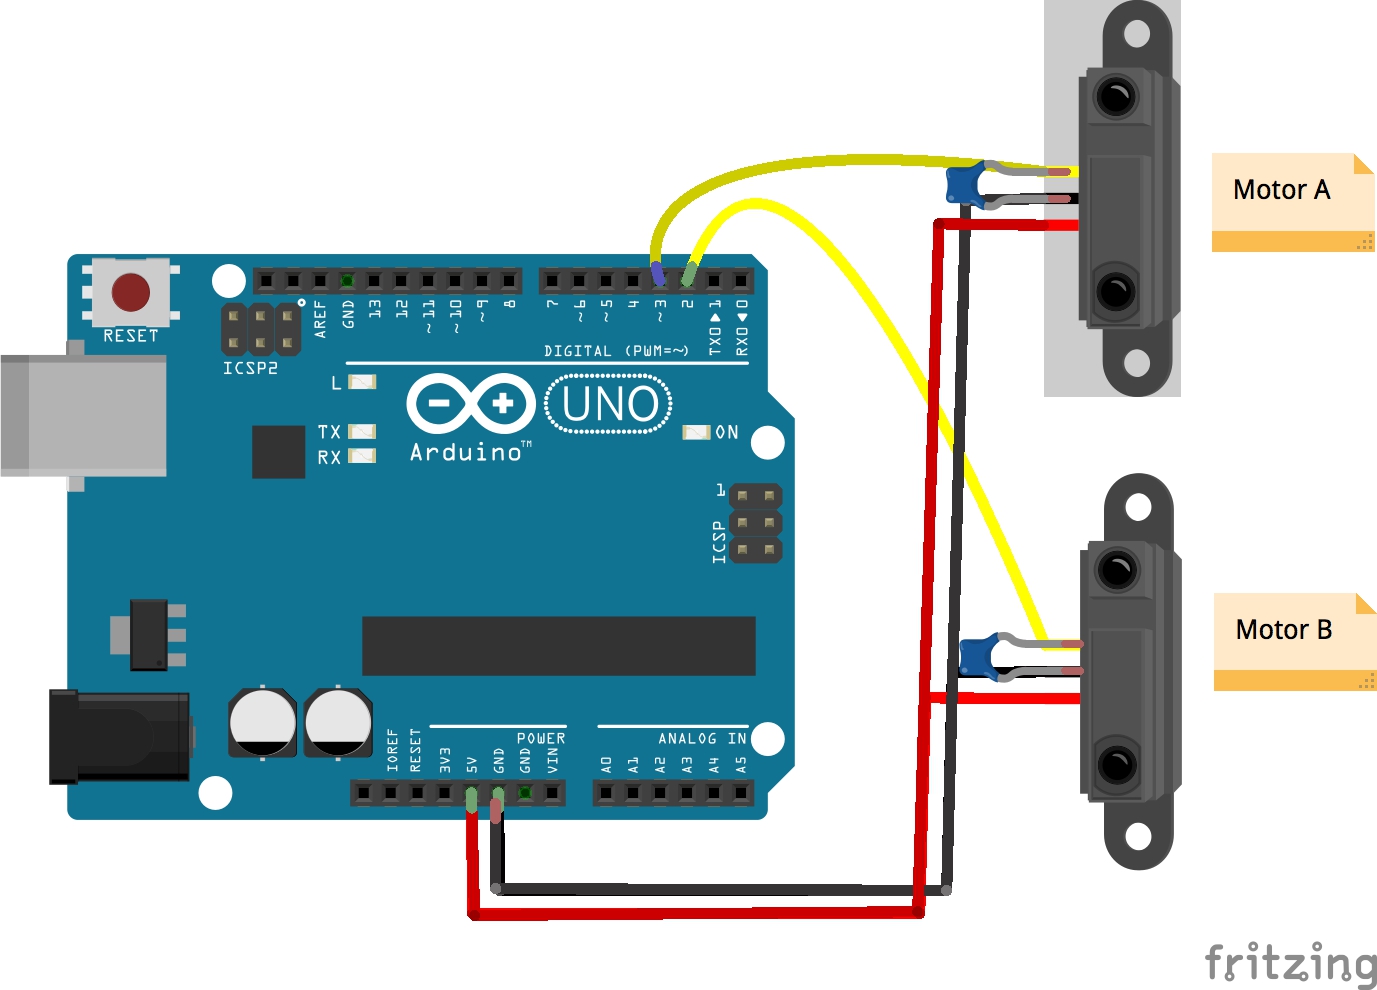 Motor A
RESET
ICSP2
AREF
GND
13
12
~11
~10
~9
8
7
~6
~5
4
~3
2
TX0▶1
RX0◀0
DIGITAL (PWM=~)
L
TX
RX
UNO
Arduino™
ON
1
ICSP
Motor B
IOREF
RESET
3V3
5V
GND
GND
VIN
POWER
ANALOG IN
A0
A1
A2
A3
A4
A5
fritzing